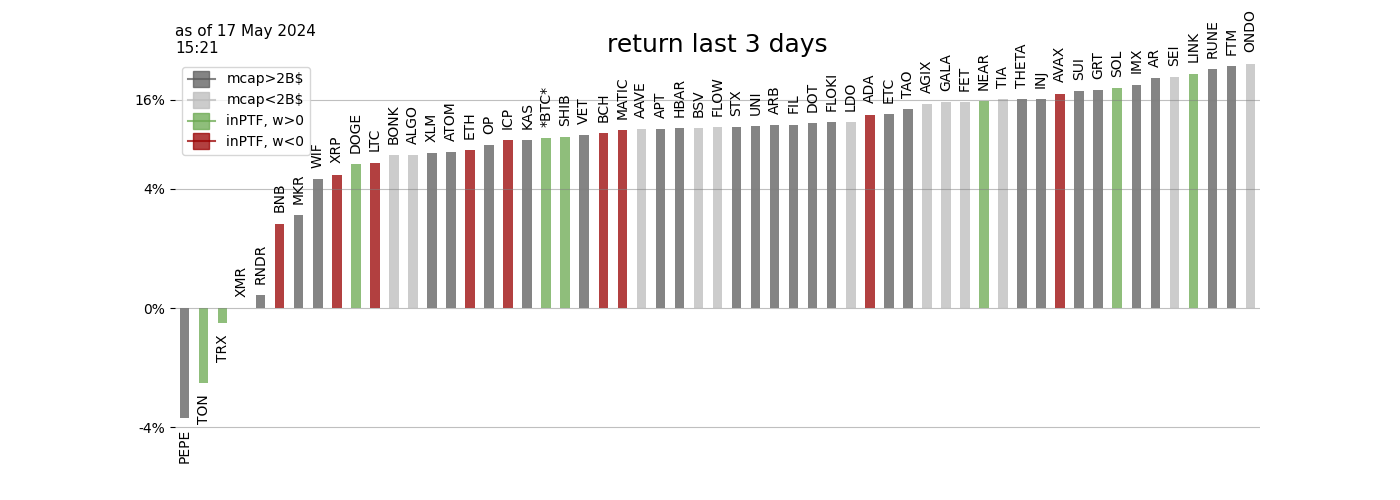 as of 17 May 2024
15:21
return last 3 days
mcap>2B$
mcap<2B$
inPTF, w>0
inPTF, w<0
16%
4%
0%
-4%
PEPE
TON
TRX
XMR
RNDR
BNB
MKR
WIF
XRP
DOGE
LTC
BONK
ALGO
XLM
ATOM
ETH
OP
ICP
KAS
*BTC*
SHIB
VET
BCH
MATIC
AAVE
APT
HBAR
BSV
FLOW
STX
UNI
ARB
FIL
DOT
FLOKI
LDO
ADA
ETC
TAO
AGIX
GALA
FET
NEAR
TIA
THETA
INJ
AVAX
SUI
GRT
SOL
IMX
AR
SEI
LINK
RUNE
FTM
ONDO